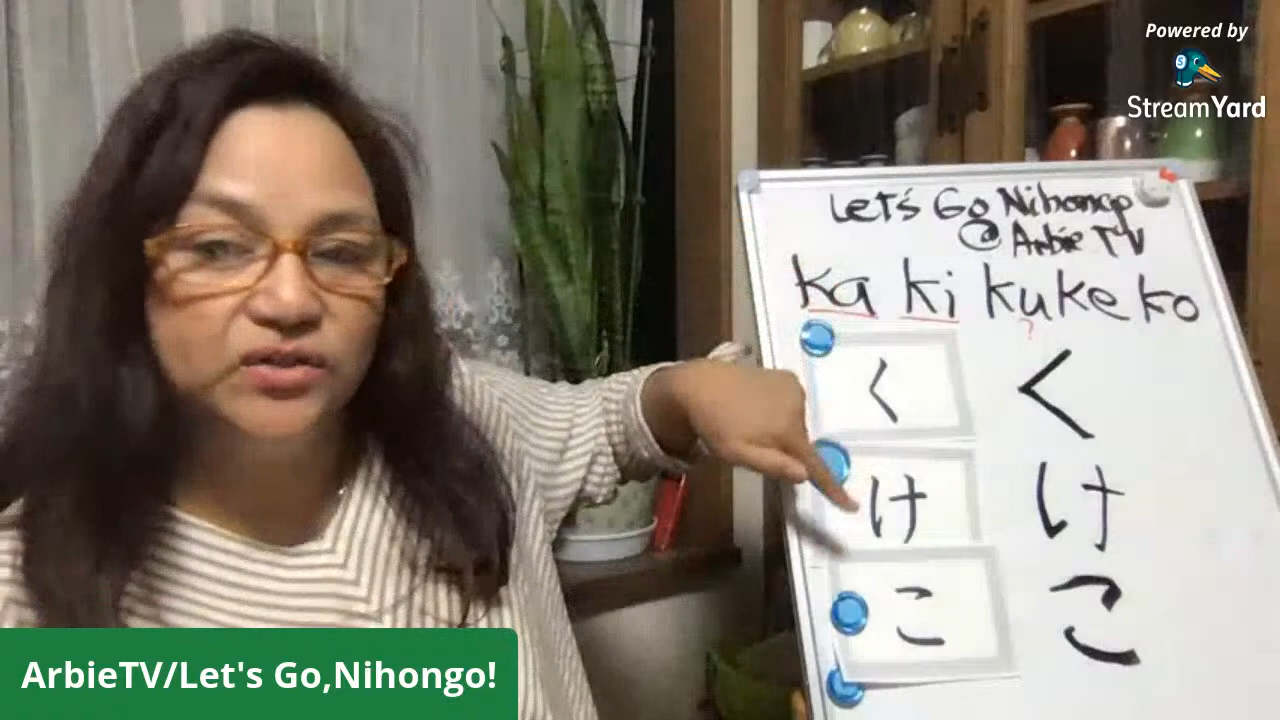 Powered by
StreamYard
Let's Go Nihongo
@ Arbie TV
ka ki ku ke ko
?
く く
け け
こ こ
ArbieTV/Let's Go,Nihongo!